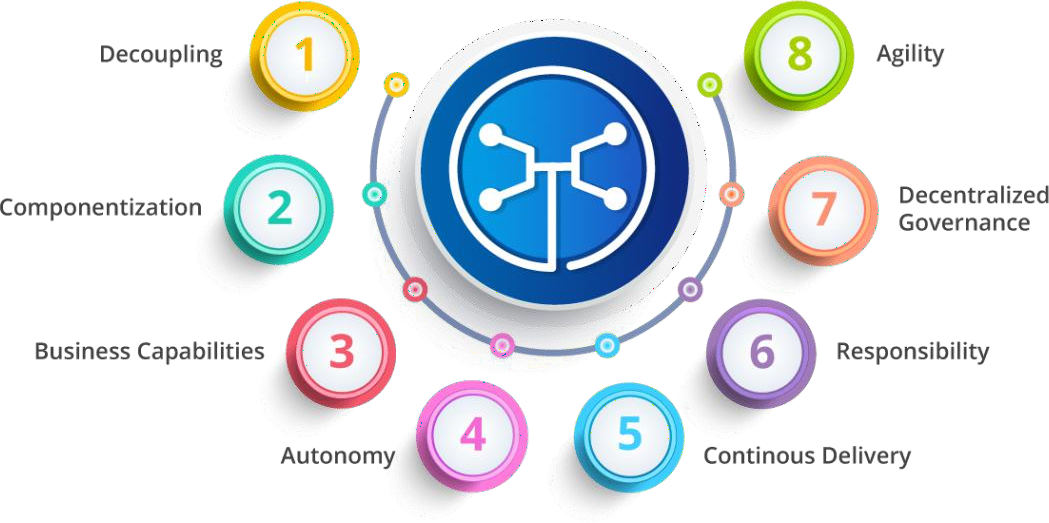 1
Decoupling
2
Componentization
3
Business Capabilities
4
Autonomy
5
Continous Delivery
6
Responsibility
7
Decentralized
Governance
8
Agility